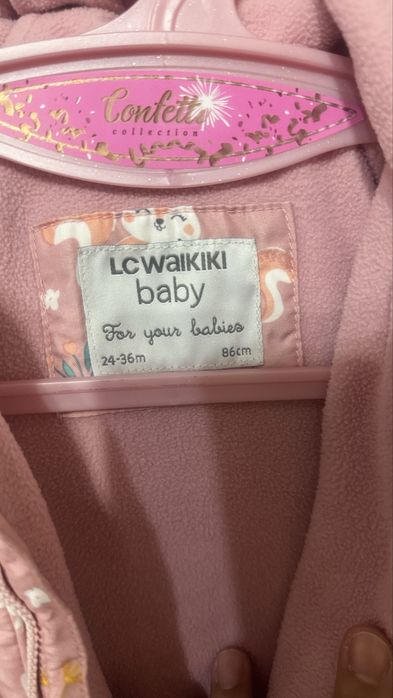 Confetti
collection
LC WAIKIKI
baby
For your babies
24-36m 86cm